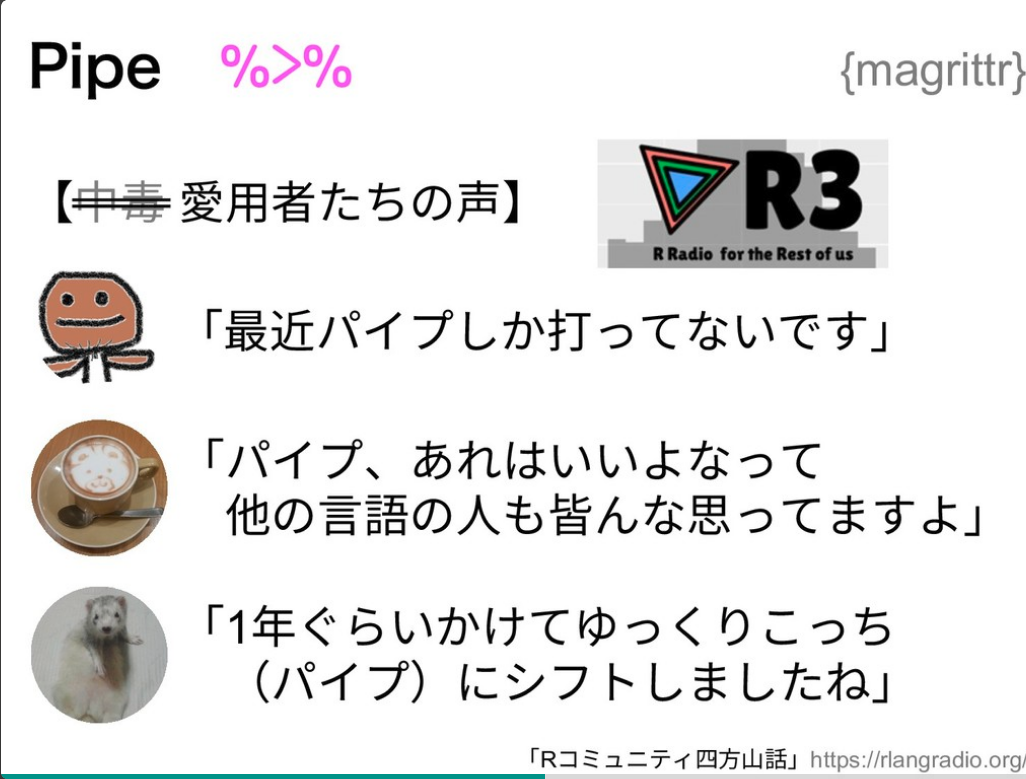 Pipe %>% {magrittr}
【中毒 愛用者たちの声】
R3
R Radio for the Rest of us
「最近パイプしか打ってないです」
「パイプ、あれはいいよなって
他の言語の人も皆んな思ってますよ」
「1年ぐらいかけてゆっくりこっち
（パイプ）にシフトしましたね」
「Rコミュニティ四方山話」 https://rlangradio.org/